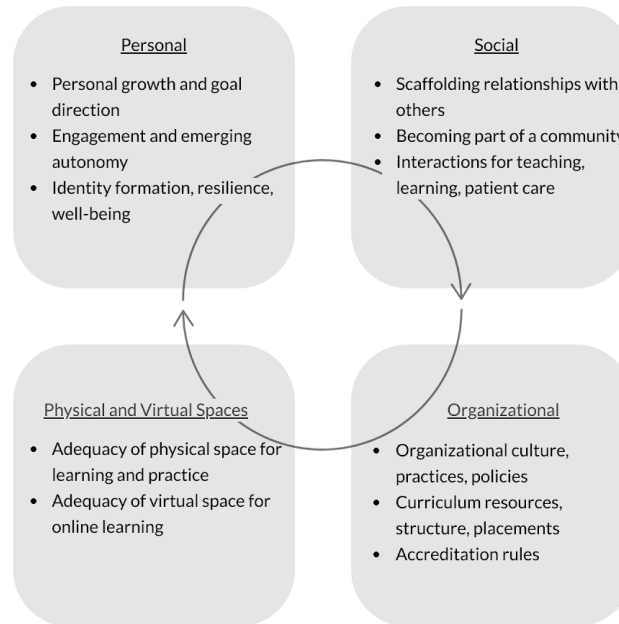 Personal
• Personal growth and goal
direction
• Engagement and emerging
autonomy
• Identity formation, resilience,
well-being
Social
• Scaffolding relationships with
others
• Becoming part of a community
• Interactions for teaching,
learning, patient care
Physical and Virtual Spaces
• Adequacy of physical space for
learning and practice
• Adequacy of virtual space for
online learning
Organizational
• Organizational culture,
practices, policies
• Curriculum resources,
structure, placements
• Accreditation rules